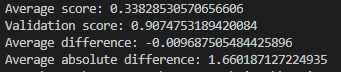 Average score: 0.33828530570656606
Validation score: 0.9074753189420084
Average difference: -0.009687505484425896
Average absolute difference: 1.660187127224935